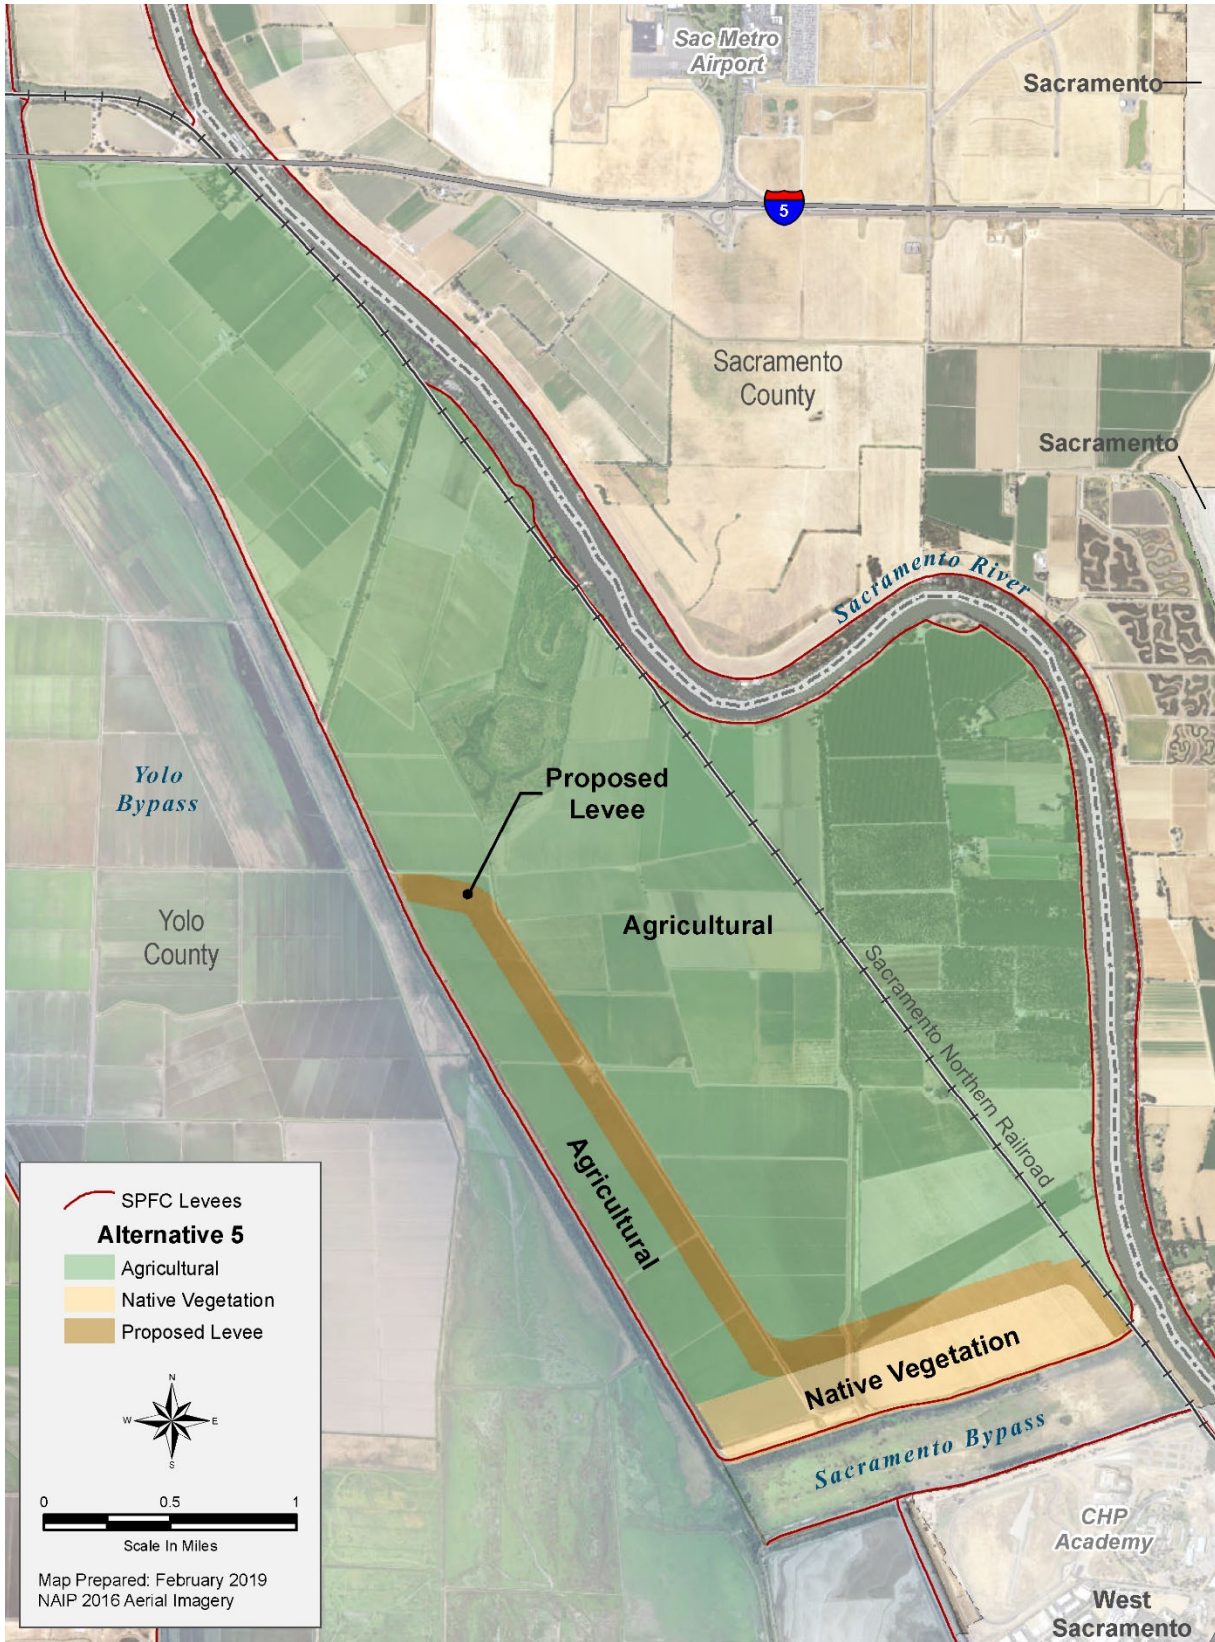 Sac Metro
Airport
Sacramento
5
Sacramento
County
Sacramento
Sacramento River
Yolo
Bypass
Proposed
Levee
Yolo
County
Agricultural
Sacramento Northern Railroad
Agricultural
Native Vegetation
Sacramento Bypass
CHP
Academy
West
Sacramento
SPFC Levees
Alternative 5
Agricultural
Native Vegetation
Proposed Levee
N
W E
S
0 0.5 1
Scale In Miles
Map Prepared: February 2019
NAIP 2016 Aerial Imagery